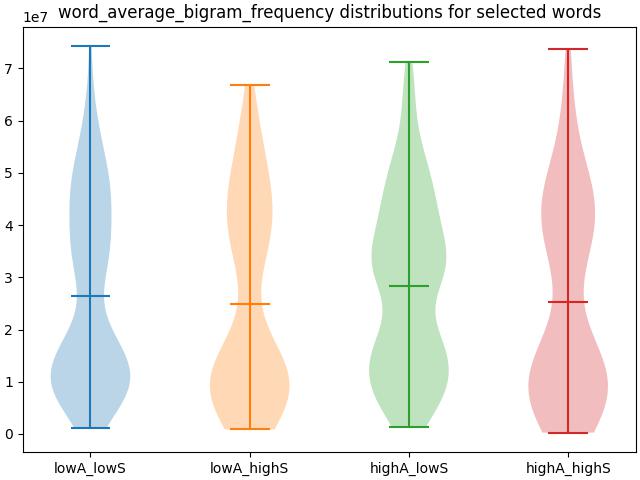 word_average_bigram_frequency distributions for selected words
1e7
7
6
5
4
3
2
1
0
lowA_lowS lowA_highS highA_lowS highA_highS